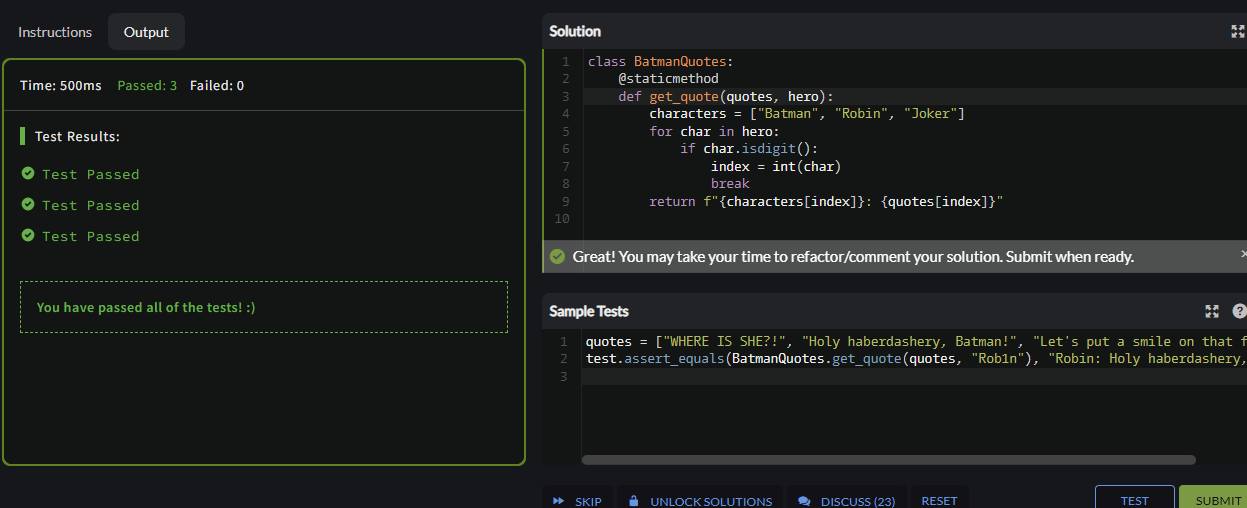 Instructions
Output
Time: 500ms Passed: 3 Failed: 0
Test Results:
Test Passed
Test Passed
Test Passed
You have passed all of the tests! :)
Solution
1 class BatmanQuotes:
2     @staticmethod
3     def get_quote(quotes, hero):
4         characters = ["Batman", "Robin", "Joker"]
5         for char in hero:
6             if char.isdigit():
7                 index = int(char)
8                 break
9         return f"{characters[index]}: {quotes[index]}"
10
Great! You may take your time to refactor/comment your solution. Submit when ready.
Sample Tests
?
1 quotes = ["WHERE IS SHE?!", "Holy haberdashery, Batman!", "Let's put a smile on that f
2 test.assert_equals(BatmanQuotes.get_quote(quotes, "Rob1n"), "Robin: Holy haberdashery,
3
SKIP
UNLOCK SOLUTIONS
DISCUSS (23)
RESET
TEST
SUBMIT